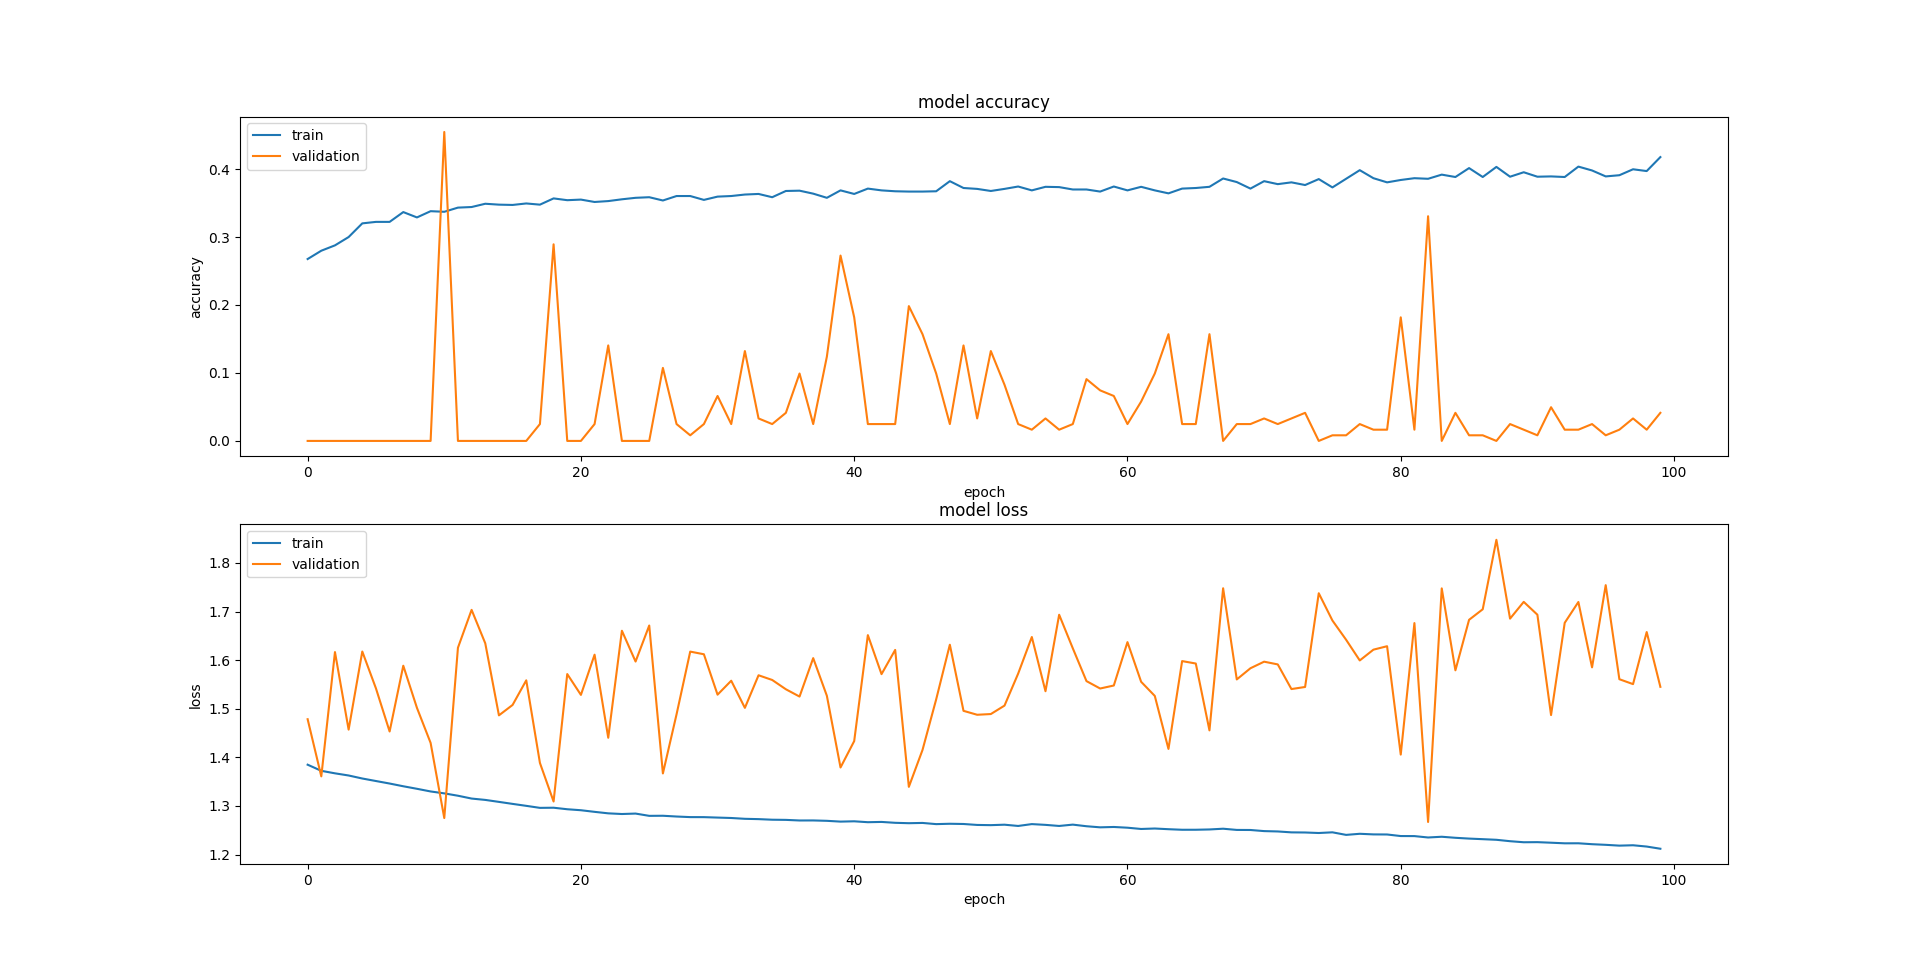 model accuracy
train
validation
0.4
0.3
0.2
0.1
0.0
accuracy
0 20 40 60 80 100
epoch
model loss
train
validation
1.8
1.7
1.6
1.5
1.4
1.3
1.2
loss
0 20 40 60 80 100
epoch